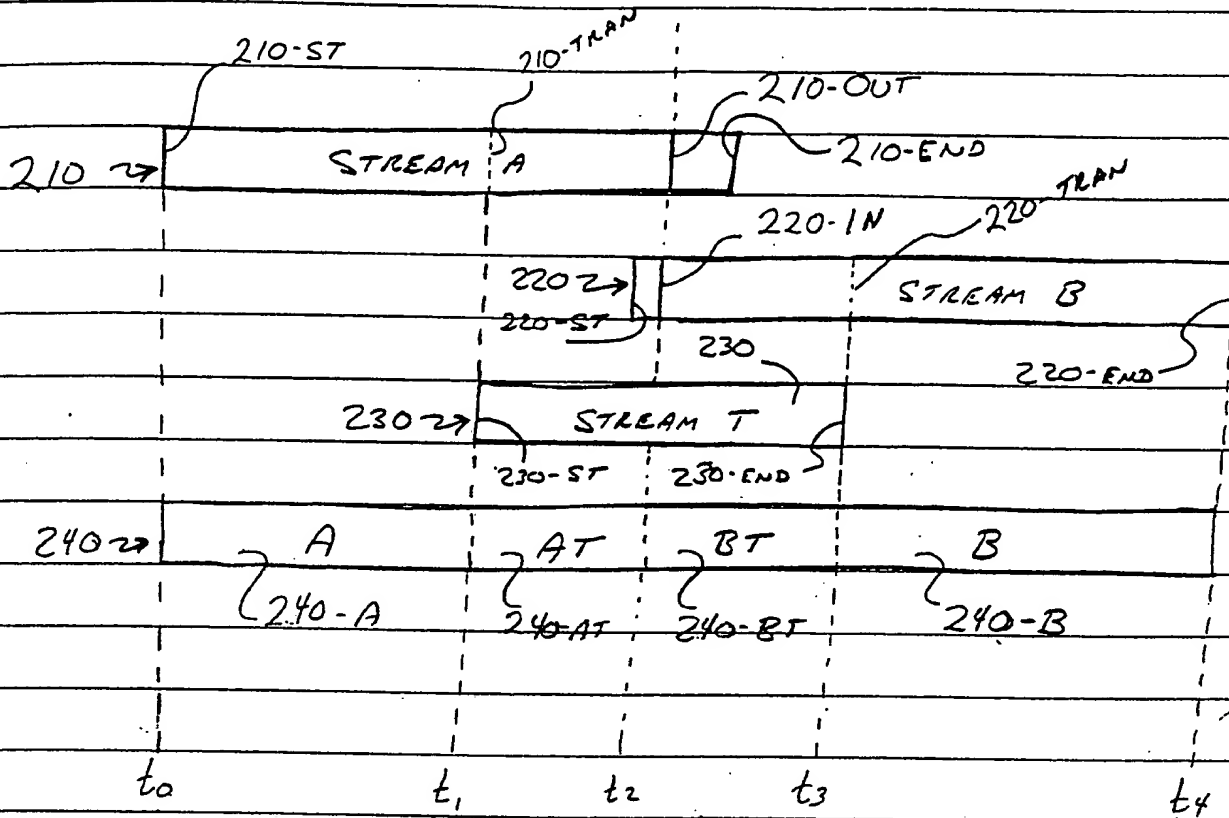 210-ST
210-TRAN
210-OUT
210-END
210
STREAM A
220-IN
220-TRAN
220
STREAM B
220-ST
230
220-END
230
STREAM T
230-ST
230-END
240
A
AT
BT
B
240-A
240-AT
240-BT
240-B
t0
t1
t2
t3
t4